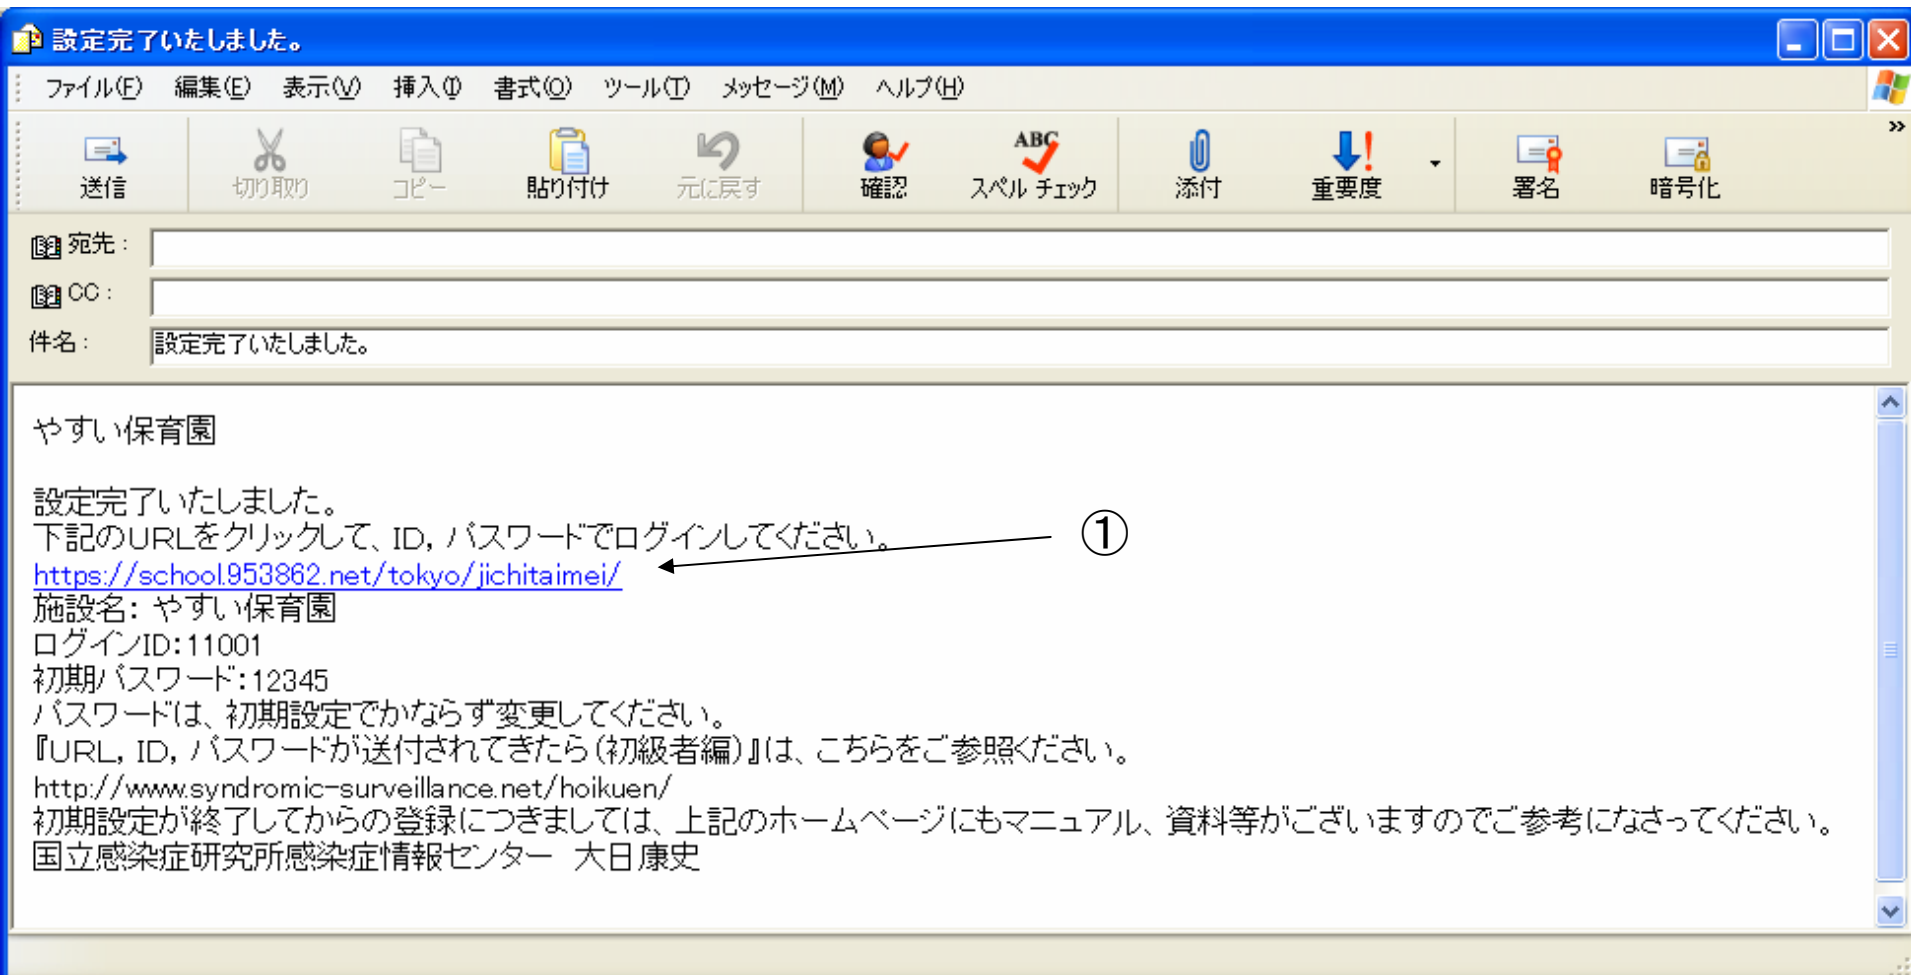 設定完了いたしました。
ファイル(F) 編集(E) 表示(V) 挿入(I) 書式(O) ツール(T) メッセージ(M) ヘルプ(H)
ABC
送信 切り取り コピー 貼り付け 元に戻す 確認 スペル チェック 添付 重要度 署名 暗号化
宛先:
CC:
件名: 設定完了いたしました。
やすい保育園
設定完了いたしました。
下記のURLをクリックして、ID, パスワードでログインしてください。
①
https://school.953862.net/tokyo/jichitaimei/
施設名: やすい保育園
ログインID:11001
初期パスワード:12345
パスワードは、初期設定でかならず変更してください。
『URL, ID, パスワードが送付されてきたら(初級者編)』は、こちらをご参照ください。
http://www.syndromic-surveillance.net/hoikuen/
初期設定が終了してからの登録につきましては、上記のホームページにもマニュアル、資料等がございますのでご参考になさってください。
国立感染症研究所感染症情報センター 大日康史